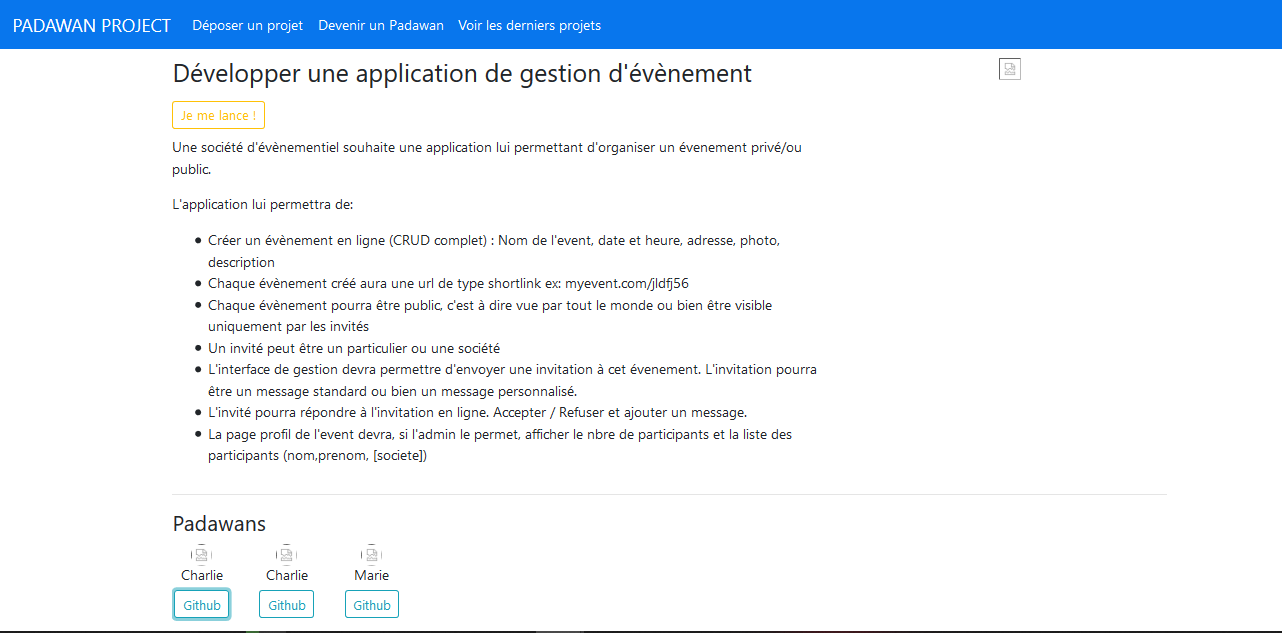 PADAWAN PROJECT Déposer un projet Devenir un Padawan Voir les derniers projets
Développer une application de gestion d'évènement
Je me lance !
Une société d'évènementiel souhaite une application lui permettant d'organiser un évenement privé/ou
public.
L'application lui permettra de:
Créer un évènement en ligne (CRUD complet) : Nom de l'event, date et heure, adresse, photo,
description
Chaque évènement créé aura une url de type shortlink ex: myevent.com/jldfj56
Chaque évènement pourra être public, c'est à dire vue par tout le monde ou bien être visible
uniquement par les invités
Un invité peut être un particulier ou une société
L'interface de gestion devra permettre d'envoyer une invitation à cet évenement. L'invitation pourra
être un message standard ou bien un message personnalisé.
L'invité pourra répondre à l'invitation en ligne. Accepter / Refuser et ajouter un message.
La page profil de l'event devra, si l'admin le permet, afficher le nbre de participants et la liste des
participants (nom,prenom, [societe])
Padawans
Charlie Charlie Marie
Github Github Github